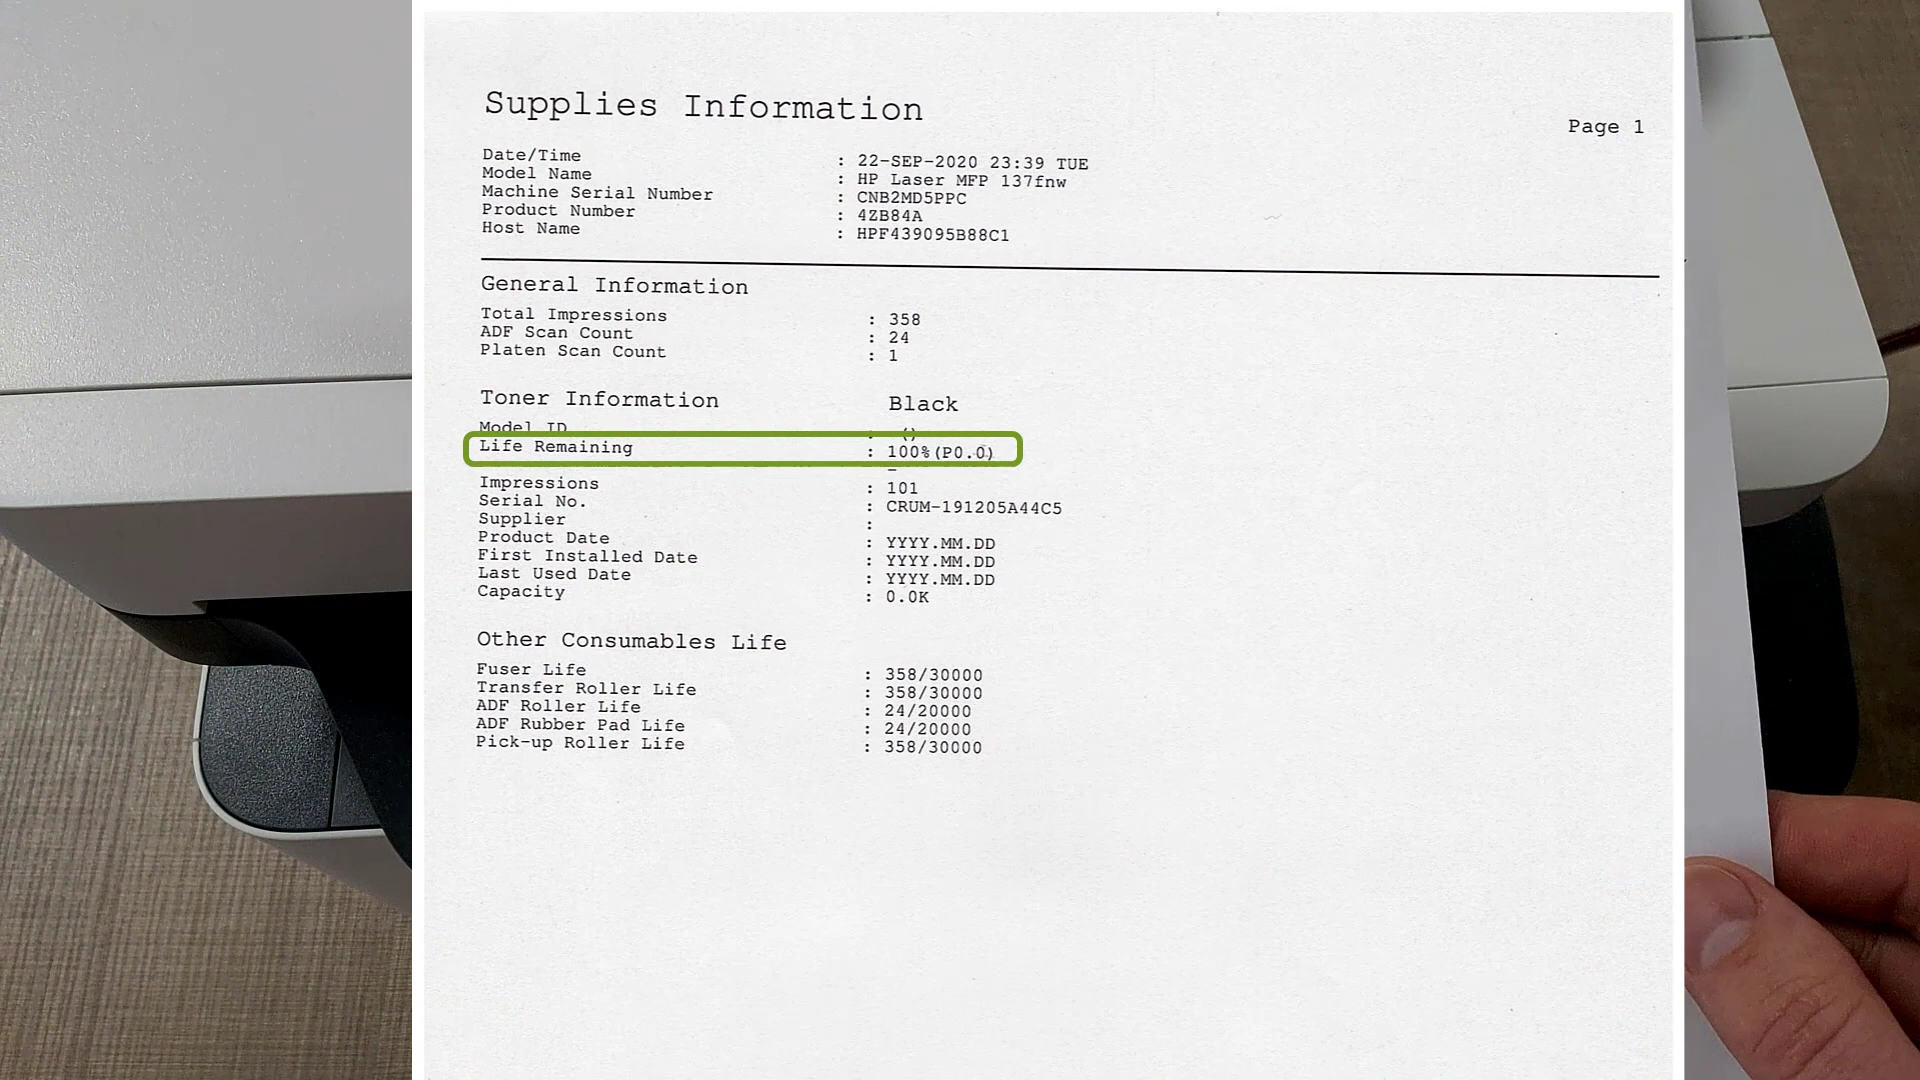 Supplies Information
Page 1
Date/Time : 22-SEP-2020 23:39 TUE
Model Name : HP Laser MFP 137fnw
Machine Serial Number : CNB2MD5PPC
Product Number : 4ZB84A
Host Name : HPF439095B88C1
General Information
Total Impressions : 358
ADF Scan Count : 24
Platen Scan Count : 1
Toner Information Black
Model ID : ()
Life Remaining : 100%(P0.0)
Impressions : 101
Serial No. : CRUM-191205A44C5
Supplier :
Product Date : YYYY.MM.DD
First Installed Date : YYYY.MM.DD
Last Used Date : YYYY.MM.DD
Capacity : 0.0K
Other Consumables Life
Fuser Life : 358/30000
Transfer Roller Life : 358/30000
ADF Roller Life : 24/20000
ADF Rubber Pad Life : 24/20000
Pick-up Roller Life : 358/30000